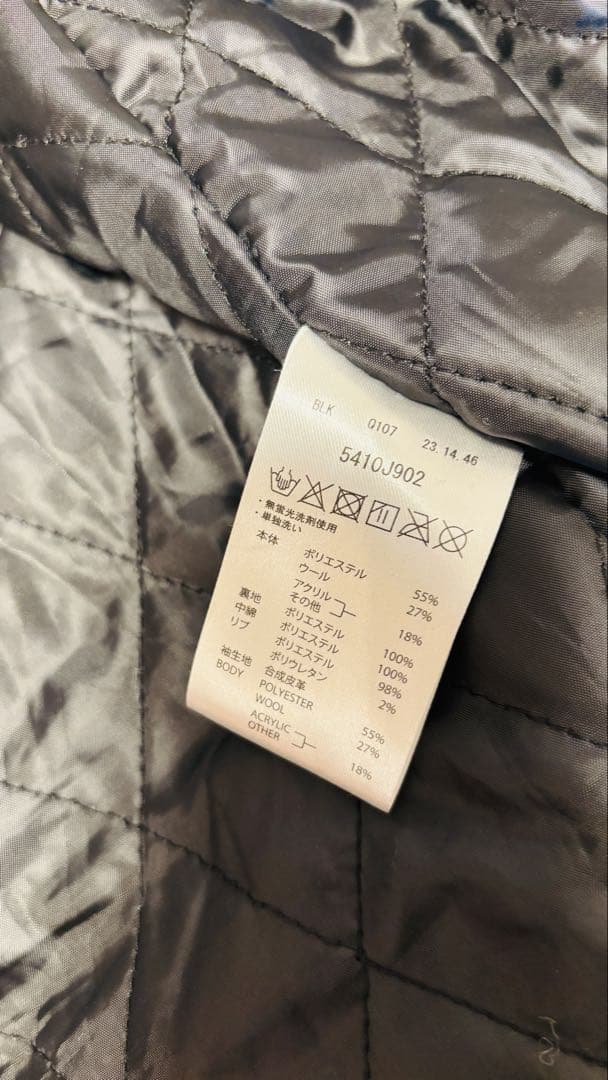 BLK 0107 23.14.46
5410J902
・無蛍光洗剤使用
・単独洗い
本体 ポリエステル 55%
ウール 27%
アクリル
その他 18%
裏地 ポリエステル 100%
中綿 ポリエステル 100%
リブ ポリエステル 98%
ポリウレタン 2%
袖生地 合成皮革
BODY POLYESTER 55%
WOOL 27%
ACRYLIC
OTHER 18%